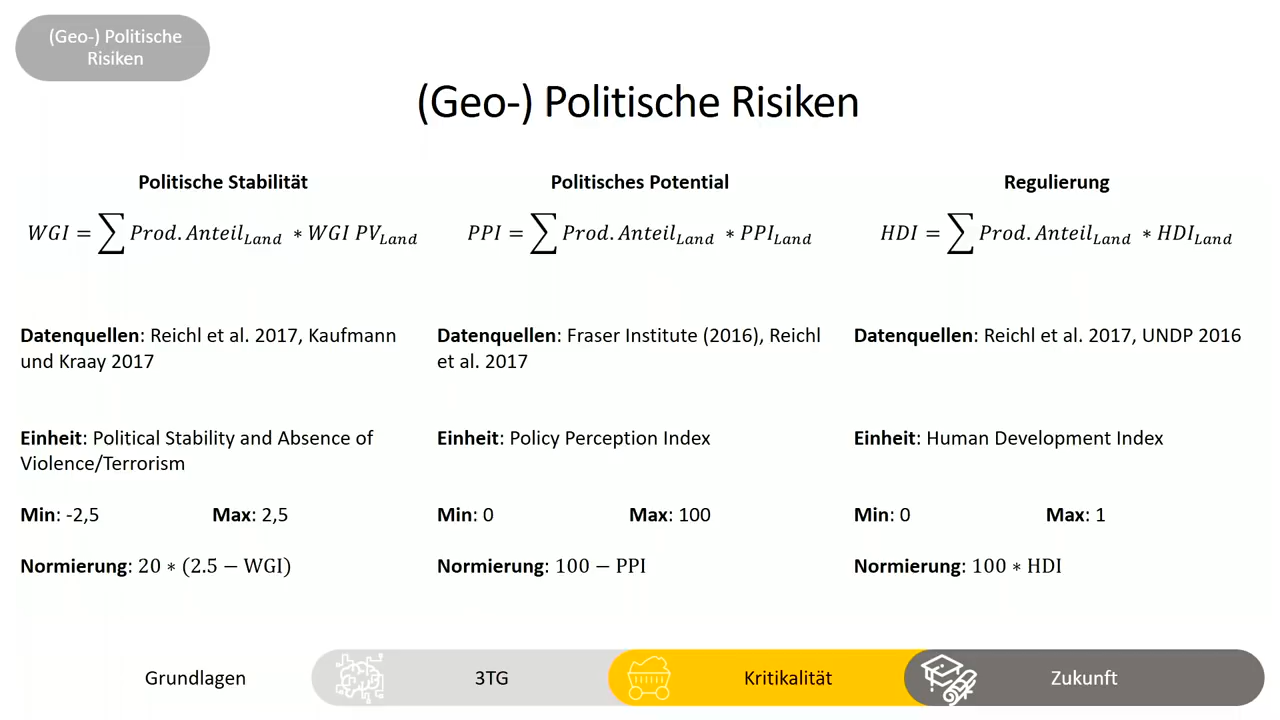 (Geo-) Politische
Risiken
(Geo-) Politische Risiken
Politische Stabilität
WGI = ∑ Prod. Anteil_Land * WGI PV_Land
Datenquellen: Reichl et al. 2017, Kaufmann
und Kraay 2017
Einheit: Political Stability and Absence of
Violence/Terrorism
Min: -2,5 Max: 2,5
Normierung: 20 * (2.5 − WGI)
Politisches Potential
PPI = ∑ Prod. Anteil_Land * PPI_Land
Datenquellen: Fraser Institute (2016), Reichl
et al. 2017
Einheit: Policy Perception Index
Min: 0 Max: 100
Normierung: 100 − PPI
Regulierung
HDI = ∑ Prod. Anteil_Land * HDI_Land
Datenquellen: Reichl et al. 2017, UNDP 2016
Einheit: Human Development Index
Min: 0 Max: 1
Normierung: 100 * HDI
Grundlagen
3TG
Kritikalität
Zukunft